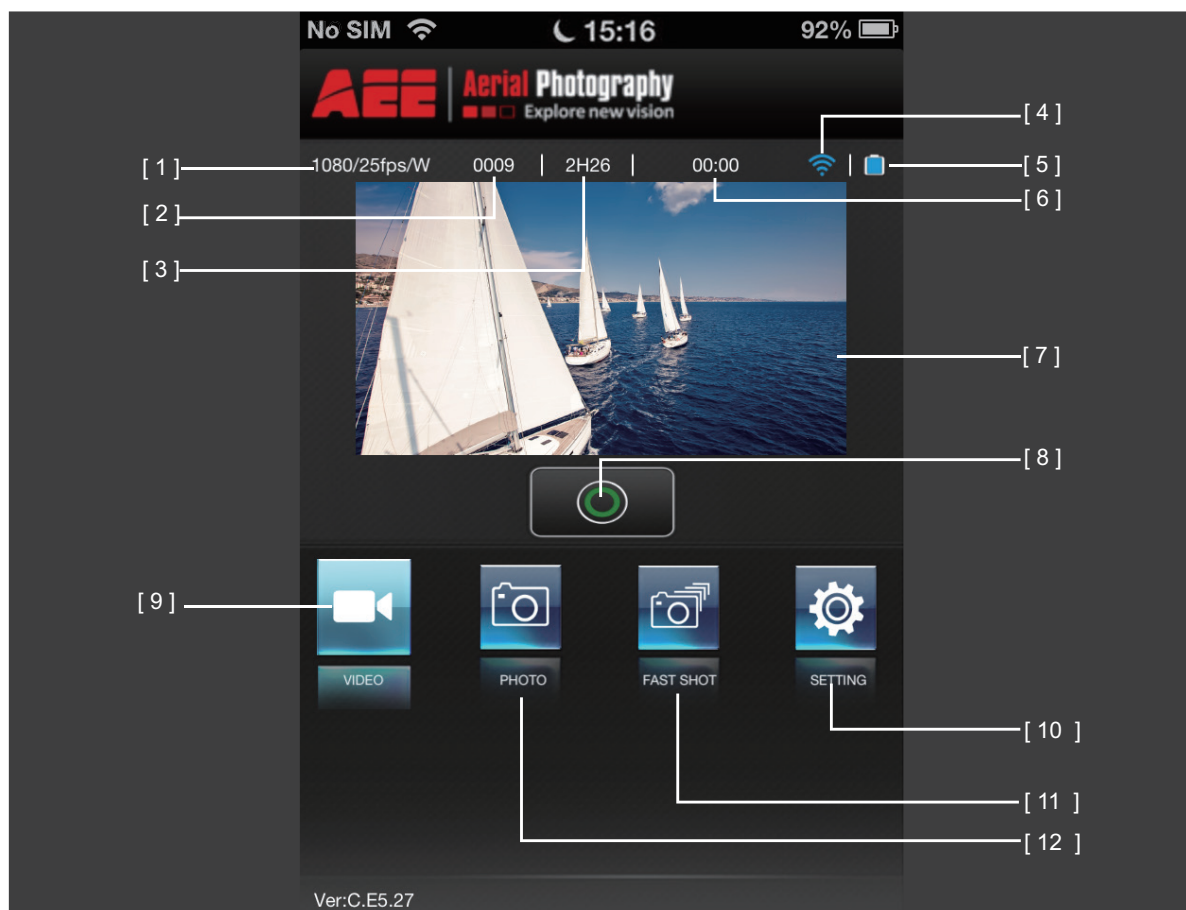 No SIM 15:16 92%
AEE Aerial Photography
Explore new vision
[ 4 ]
[ 1 ] 1080/25fps/W 0009 | 2H26 | 00:00 | [ 5 ]
[ 2 ] [ 6 ]
[ 3 ]
[ 7 ]
[ 8 ]
[ 9 ]
VIDEO PHOTO FAST SHOT SETTING
[ 10 ]
[ 11 ]
[ 12 ]
Ver:C.E5.27